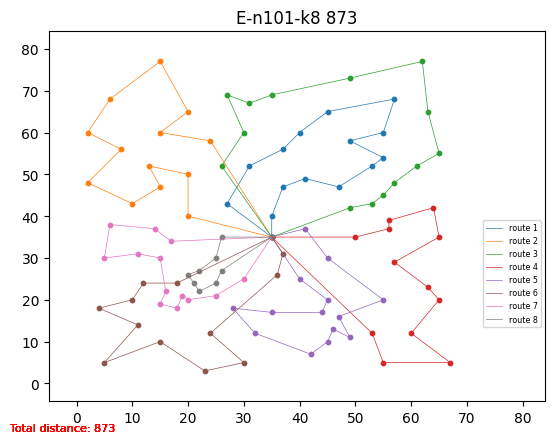 E-n101-k8 873
80
70
60
50
40
30
20
10
0
route 1
route 2
route 3
route 4
route 5
route 6
route 7
route 8
0 10 20 30 40 50 60 70 80
Total distance: 873